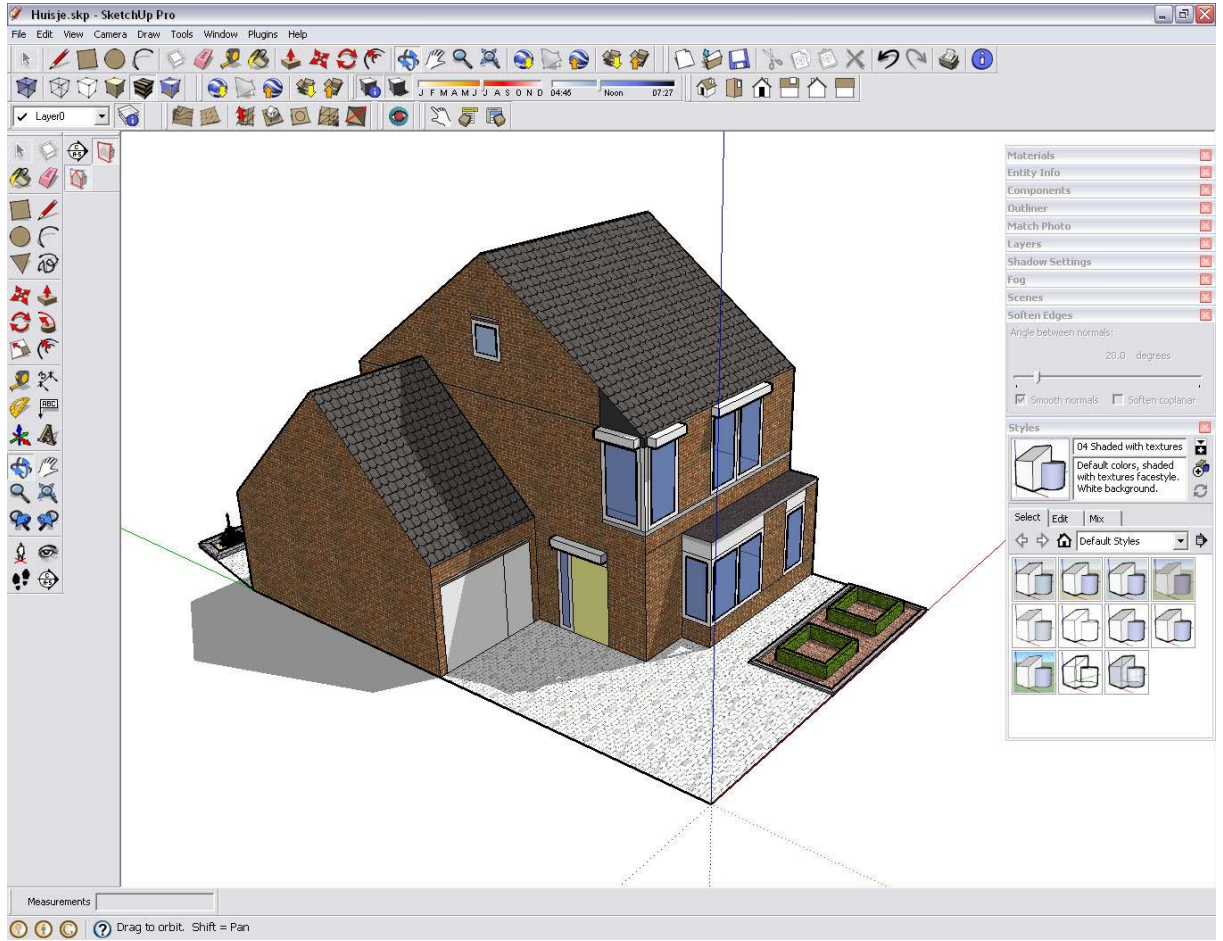 Huisje.skp - SketchUp Pro
File Edit View Camera Draw Tools Window Plugins Help
J F M A M J J A S O N D 04:45 Noon 07:27
Layer0
Materials
Entity Info
Components
Outliner
Match Photo
Layers
Shadow Settings
Fog
Scenes
Soften Edges
Angle between normals:
20.0 degrees
Smooth normals Soften coplanar
Styles
04 Shaded with textures
Default colors, shaded
with textures facestyle.
White background.
Select Edit Mix
Default Styles
ABC
Measurements
Drag to orbit. Shift = Pan